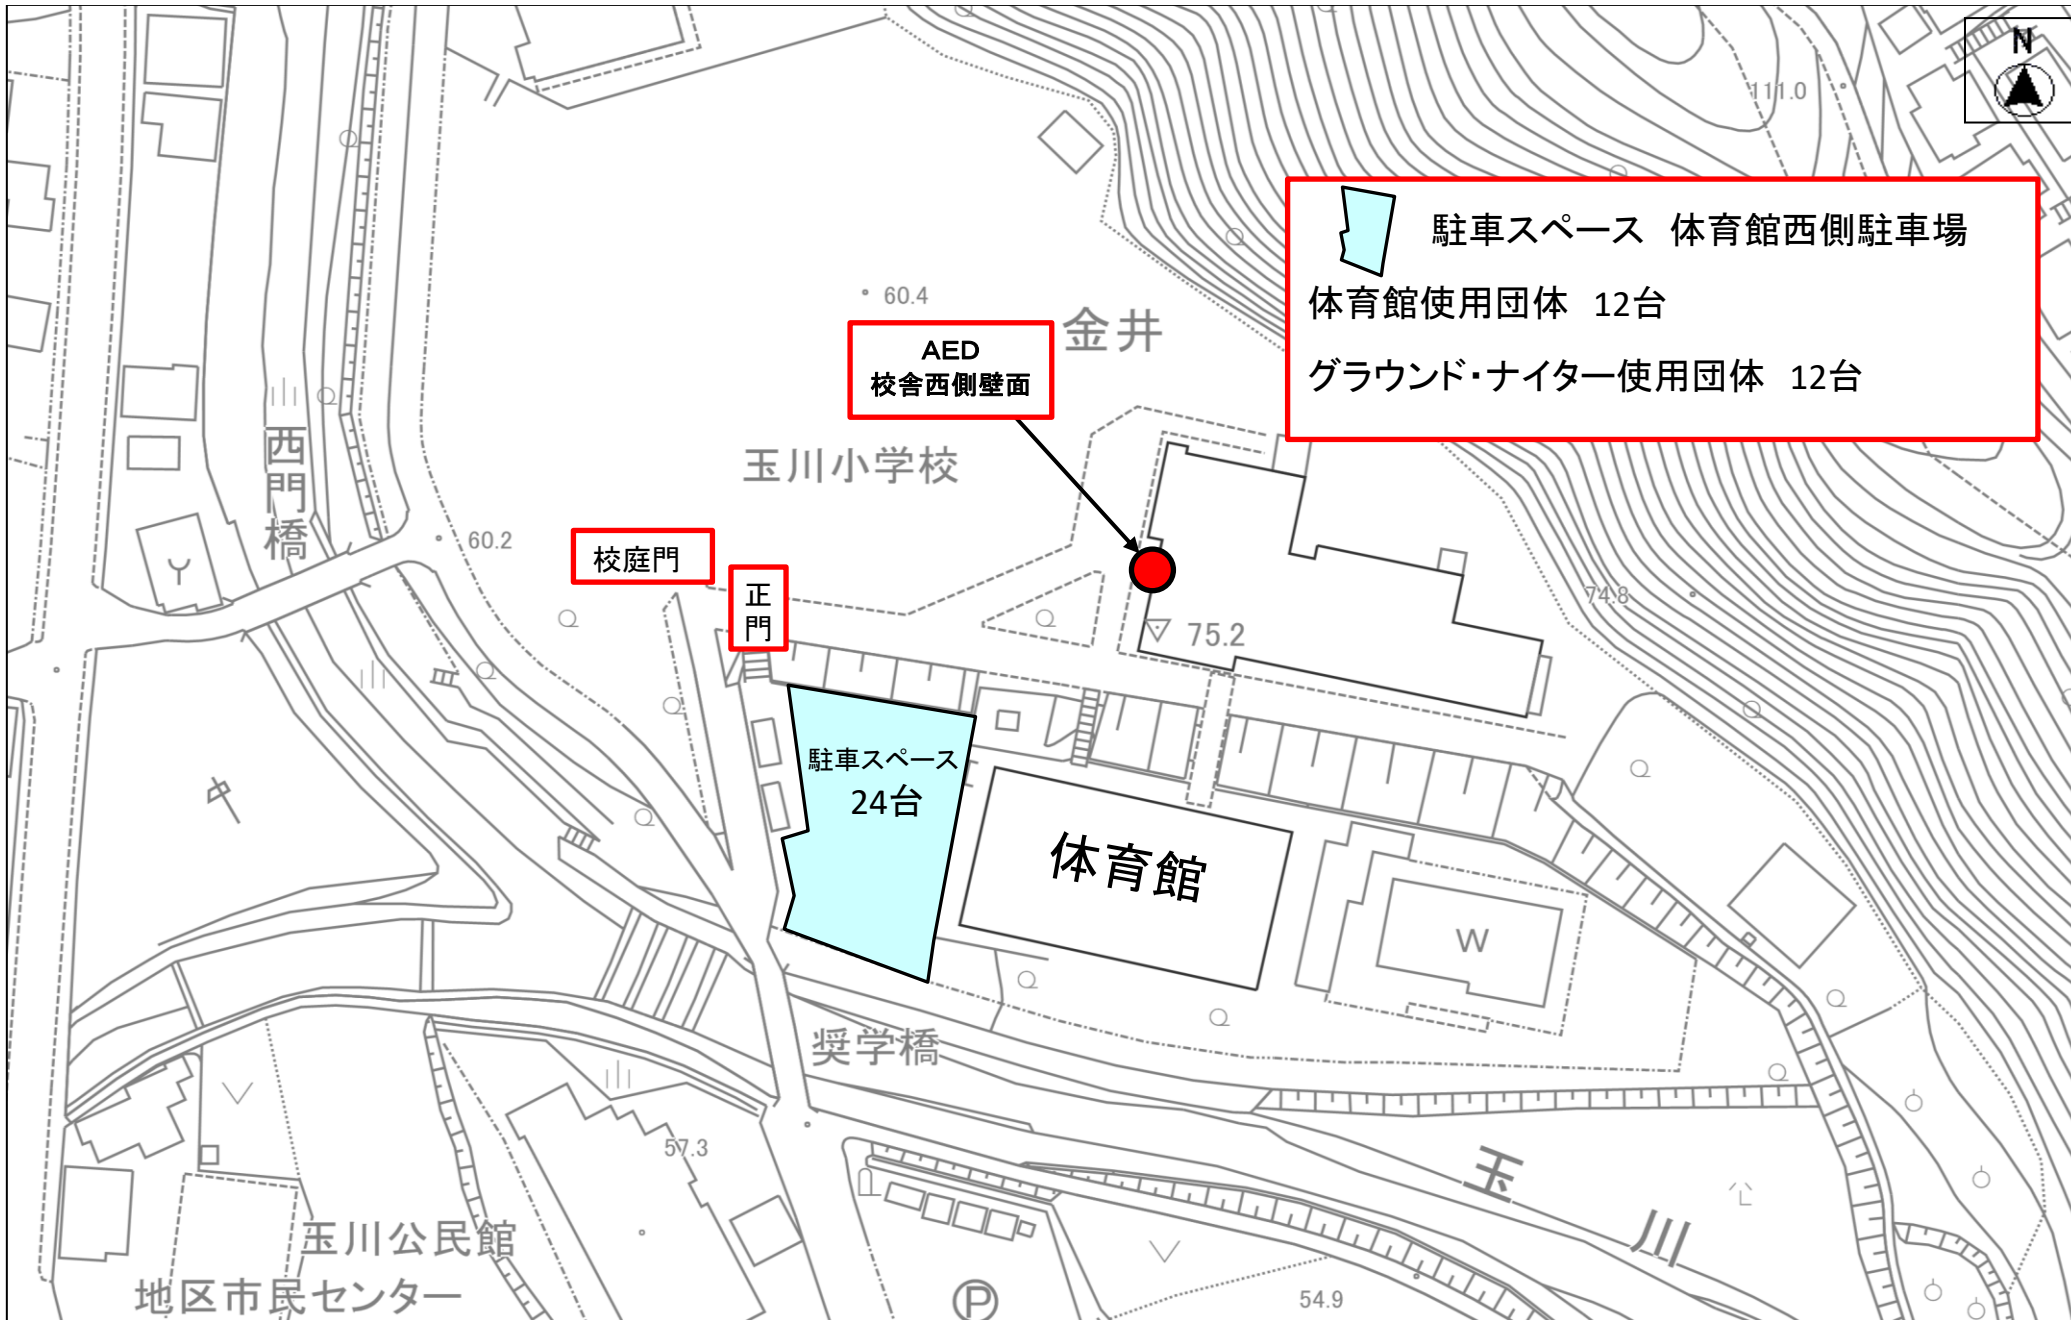 N
111.0
駐車スペース 体育館西側駐車場
体育館使用団体 12台
グラウンド・ナイター使用団体 12台
60.4
金井
AED
校舎西側壁面
玉川小学校
西門橋
60.2
校庭門
正門
74.8
75.2
駐車スペース
24台
体育館
W
奨学橋
57.3
玉川
玉川公民館
地区市民センター
P
54.9